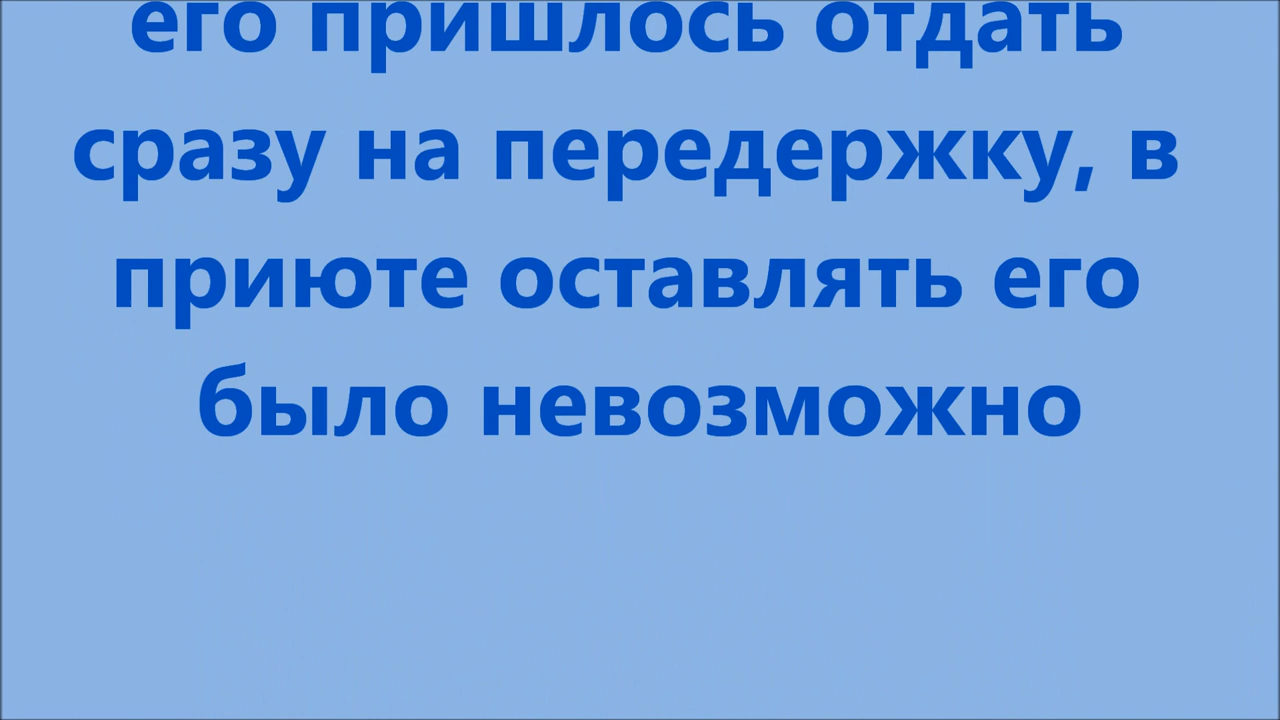 его пришлось отдать
сразу на передержку, в
приюте оставлять его
было невозможно